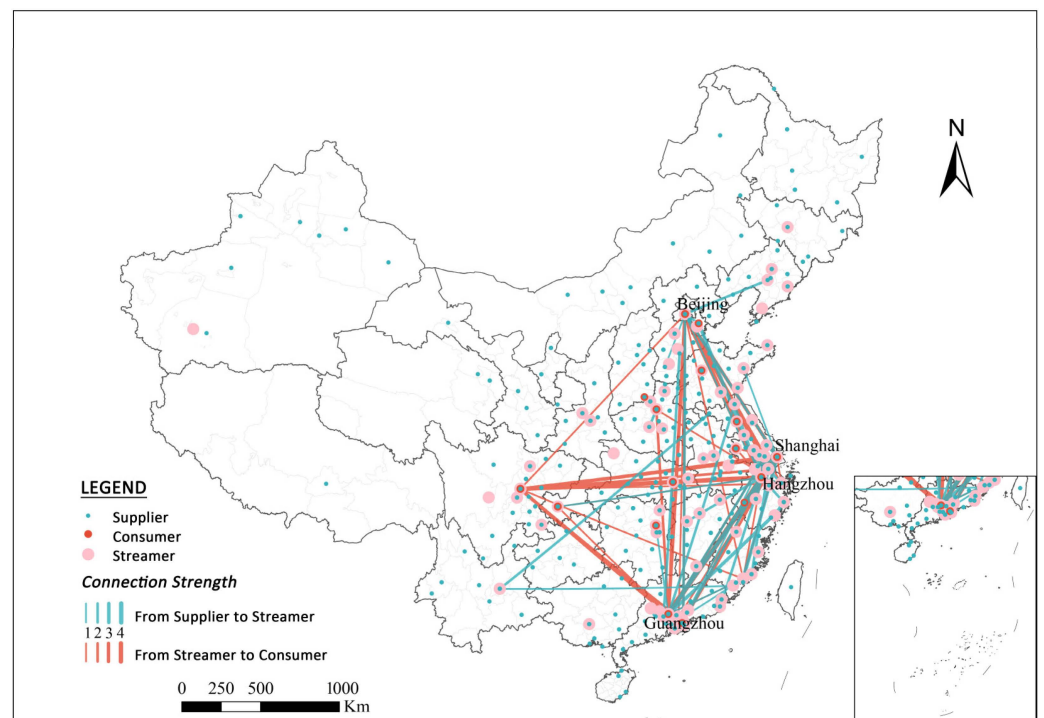 N
Beijing
Shanghai
Hangzhou
Guangzhou
LEGEND
Supplier
Consumer
Streamer
Connection Strength
From Supplier to Streamer
1 2 3 4
From Streamer to Consumer
0 250 500 1000
Km